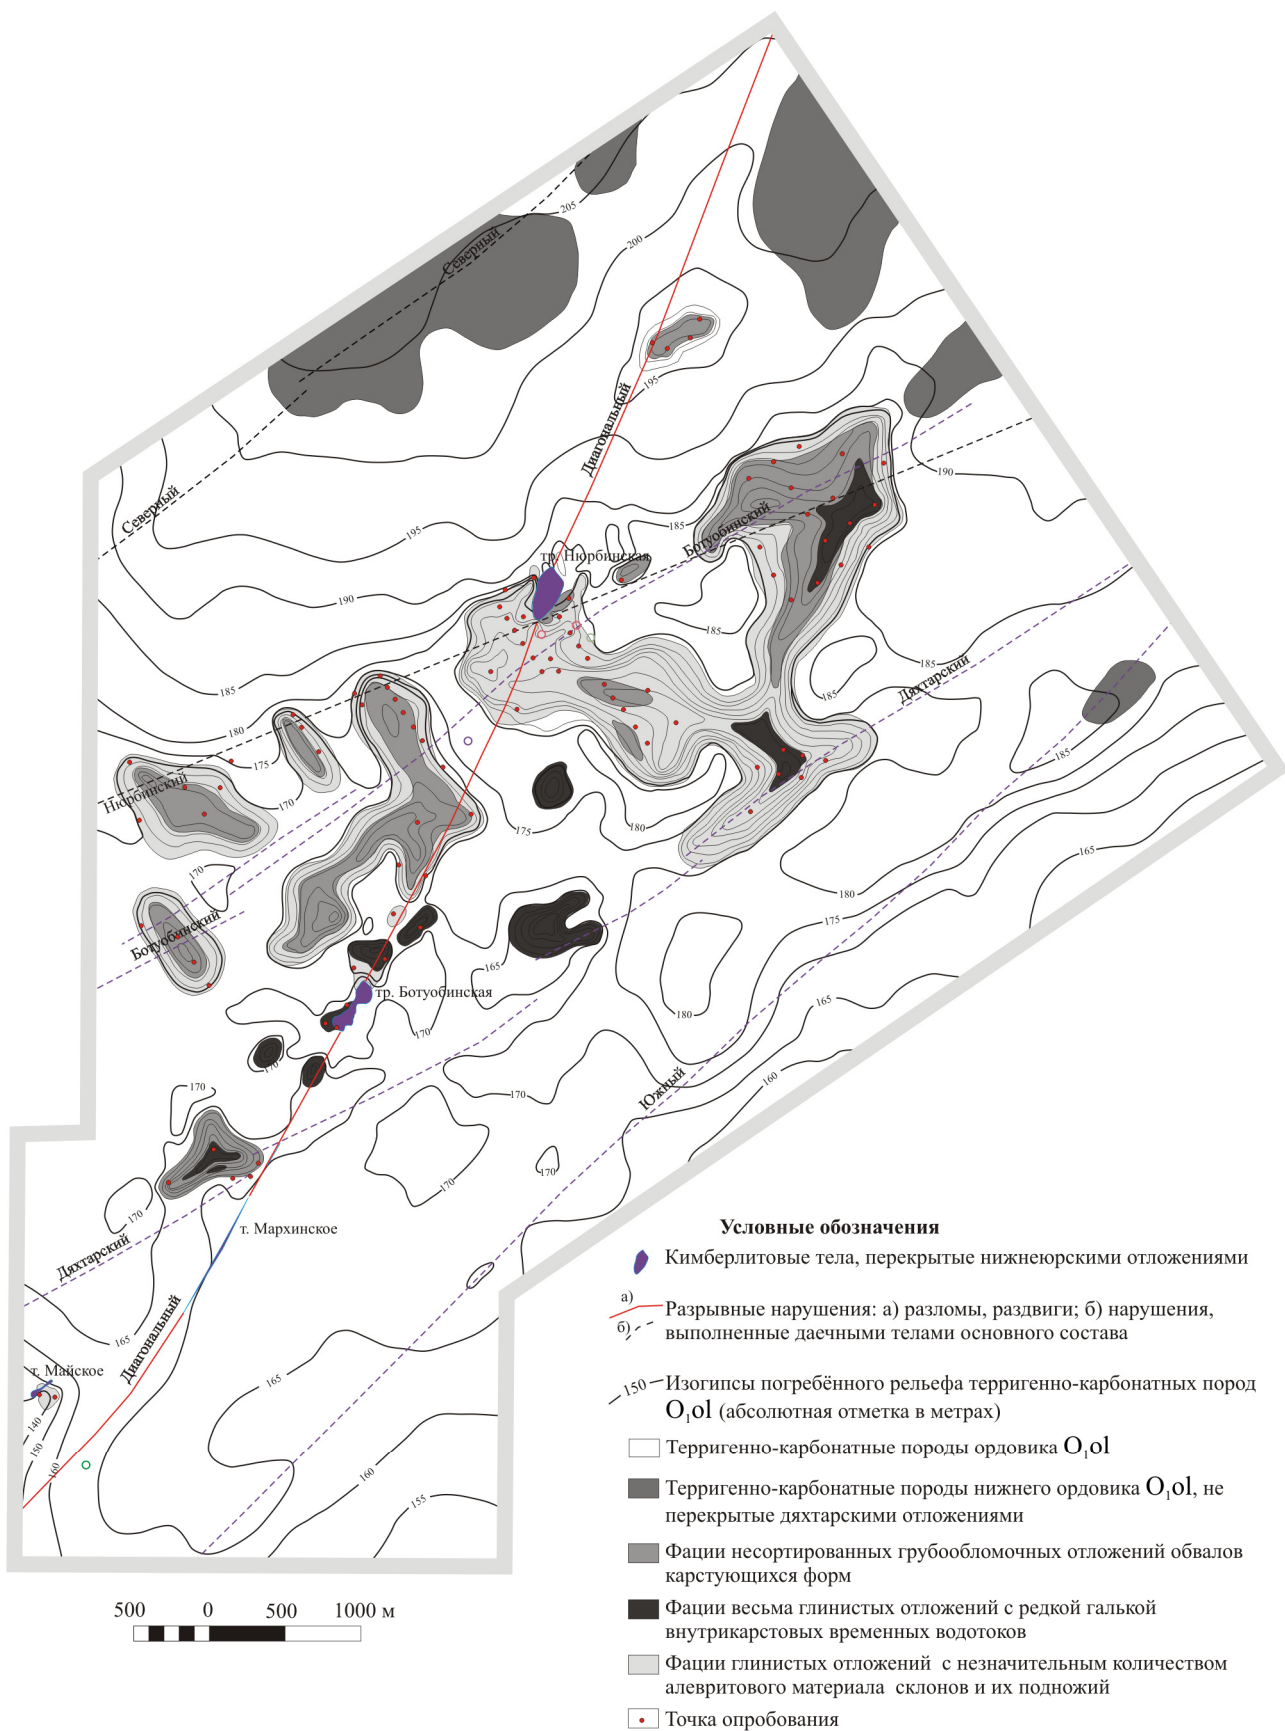 205
Северный
200
195
Диагональный
190
Северный
195
185
Ботуобинский
тр. Нюрбинская
190
185
185
Дяхтарский
185
185
180
175
185
Нюрбинский
170
175
180
165
170
180
175
Ботуобинский
165
тр. Ботуобинская
165
180
170
170
160
Южный
170
170
170
170
170
т. Мархинское
Дяхтарский
Диагональный
165
т. Майское
165
140
150
160
160
155
Условные обозначения
Кимберлитовые тела, перекрытые нижнеюрскими отложениями
а)
Разрывные нарушения: а) разломы, раздвиги; б) нарушения,
б)
выполненные даечными телами основного состава
150
Изогипсы погребённого рельефа терригенно-карбонатных пород
O₁ol (абсолютная отметка в метрах)
Терригенно-карбонатные породы ордовика O₁ol
Терригенно-карбонатные породы нижнего ордовика O₁ol, не
перекрытые дяхтарскими отложениями
Фации несортированных грубообломочных отложений обвалов
карстующихся форм
Фации весьма глинистых отложений с редкой галькой
внутрикарстовых временных водотоков
Фации глинистых отложений с незначительным количеством
алевритового материала склонов и их подножий
Точка опробования
500 0 500 1000 м